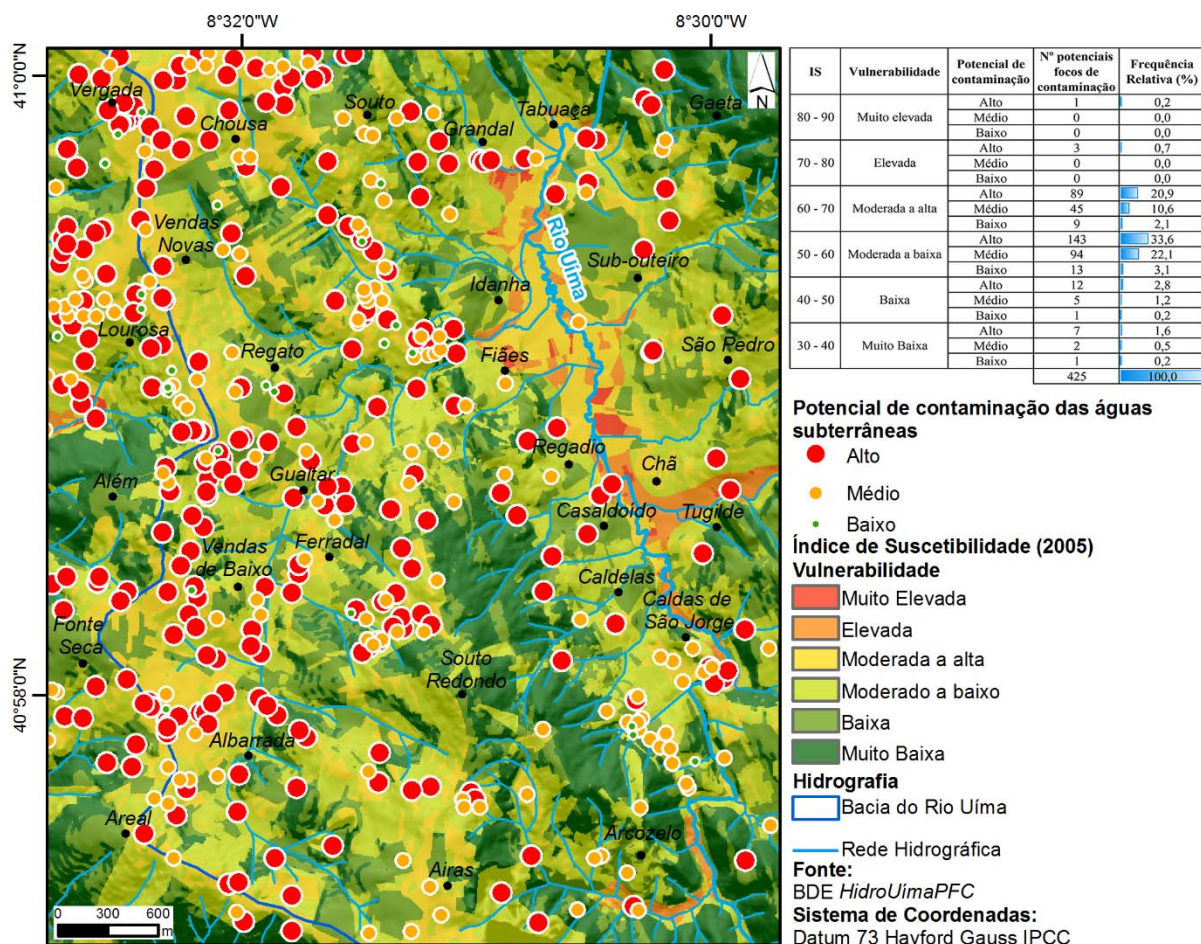 8°32'0"W
8°30'0"W
41°0'0"N
40°58'0"N
N
Vergada
Chousa
Souto
Grandal
Tabuaça
Gaeta
Vendas
Novas
Rio Uíma
Sub-outeiro
Idanha
Lourosa
Regato
Fiães
São Pedro
Regadio
Chã
Além
Gualtar
Casaldoído
Tugilde
Vendas
de Baixo
Ferradal
Caldelas
Caldas de
São Jorge
Fonte
Seca
Souto
Redondo
Albarrada
Areal
Arcozelo
Airas
0 300 600
m
IS Vulnerabilidade Potencial de contaminação Nº potenciais focos de contaminação Frequência Relativa (%)
80 - 90 Muito elevada Alto 1 0,2
Médio 0 0,0
Baixo 0 0,0
70 - 80 Elevada Alto 3 0,7
Médio 0 0,0
Baixo 0 0,0
60 - 70 Moderada a alta Alto 89 20,9
Médio 45 10,6
Baixo 9 2,1
50 - 60 Moderada a baixa Alto 143 33,6
Médio 94 22,1
Baixo 13 3,1
40 - 50 Baixa Alto 12 2,8
Médio 5 1,2
Baixo 1 0,2
30 - 40 Muito Baixa Alto 7 1,6
Médio 2 0,5
Baixo 1 0,2
425 100,0
Potencial de contaminação das águas
subterrâneas
Alto
Médio
Baixo
Índice de Suscetibilidade (2005)
Vulnerabilidade
Muito Elevada
Elevada
Moderada a alta
Moderado a baixo
Baixa
Muito Baixa
Hidrografia
Bacia do Rio Uíma
Rede Hidrográfica
Fonte:
BDE HidroUímaPFC
Sistema de Coordenadas:
Datum 73 Hayford Gauss IPCC